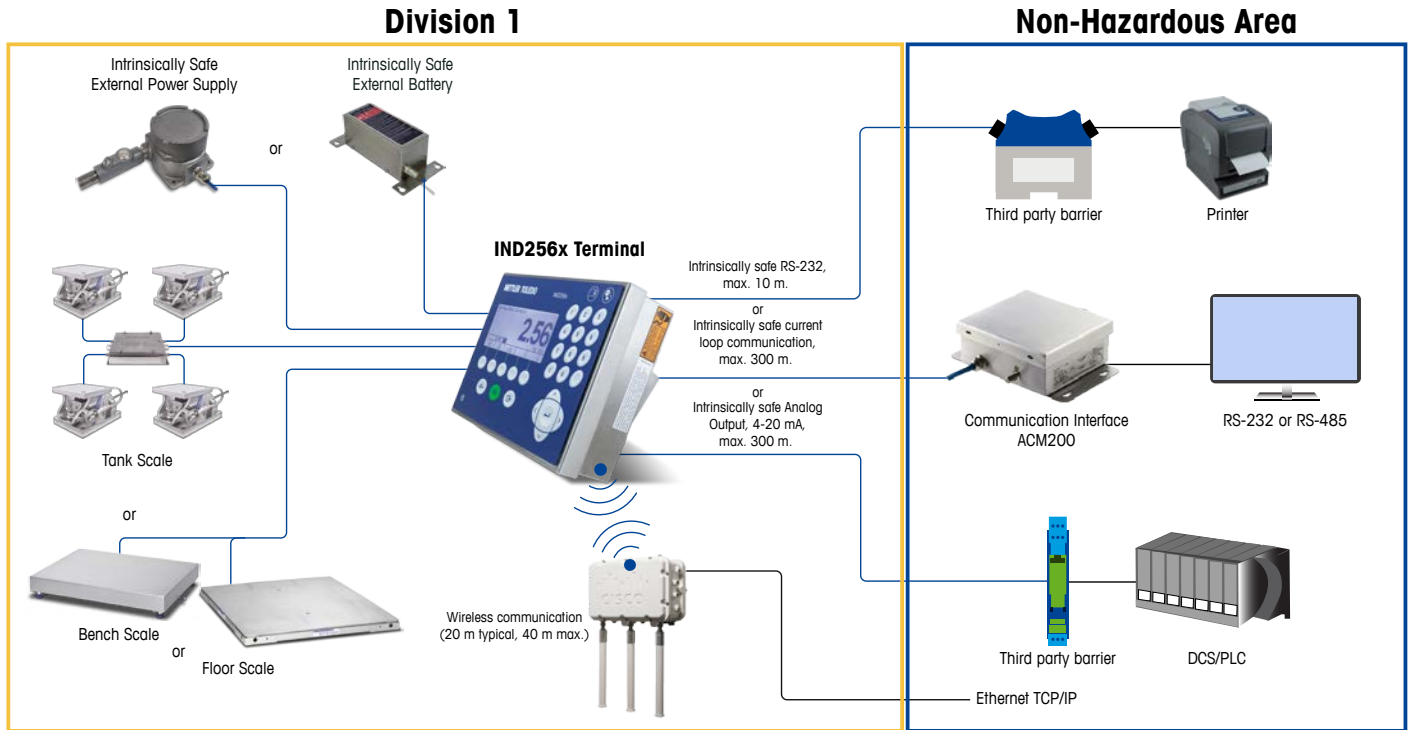 Division 1
Non-Hazardous Area
Intrinsically Safe
External Power Supply
or
Intrinsically Safe
External Battery
IND256x Terminal
METTLER TOLEDO
2.56
Tank Scale
or
Bench Scale
or
Floor Scale
Intrinsically safe RS-232,
max. 10 m.
or
Intrinsically safe current
loop communication,
max. 300 m.
or
Intrinsically safe Analog
Output, 4-20 mA,
max. 300 m.
Wireless communication
(20 m typical, 40 m max.)
CISCO
Third party barrier
Printer
Communication Interface
ACM200
RS-232 or RS-485
Third party barrier
DCS/PLC
Ethernet TCP/IP